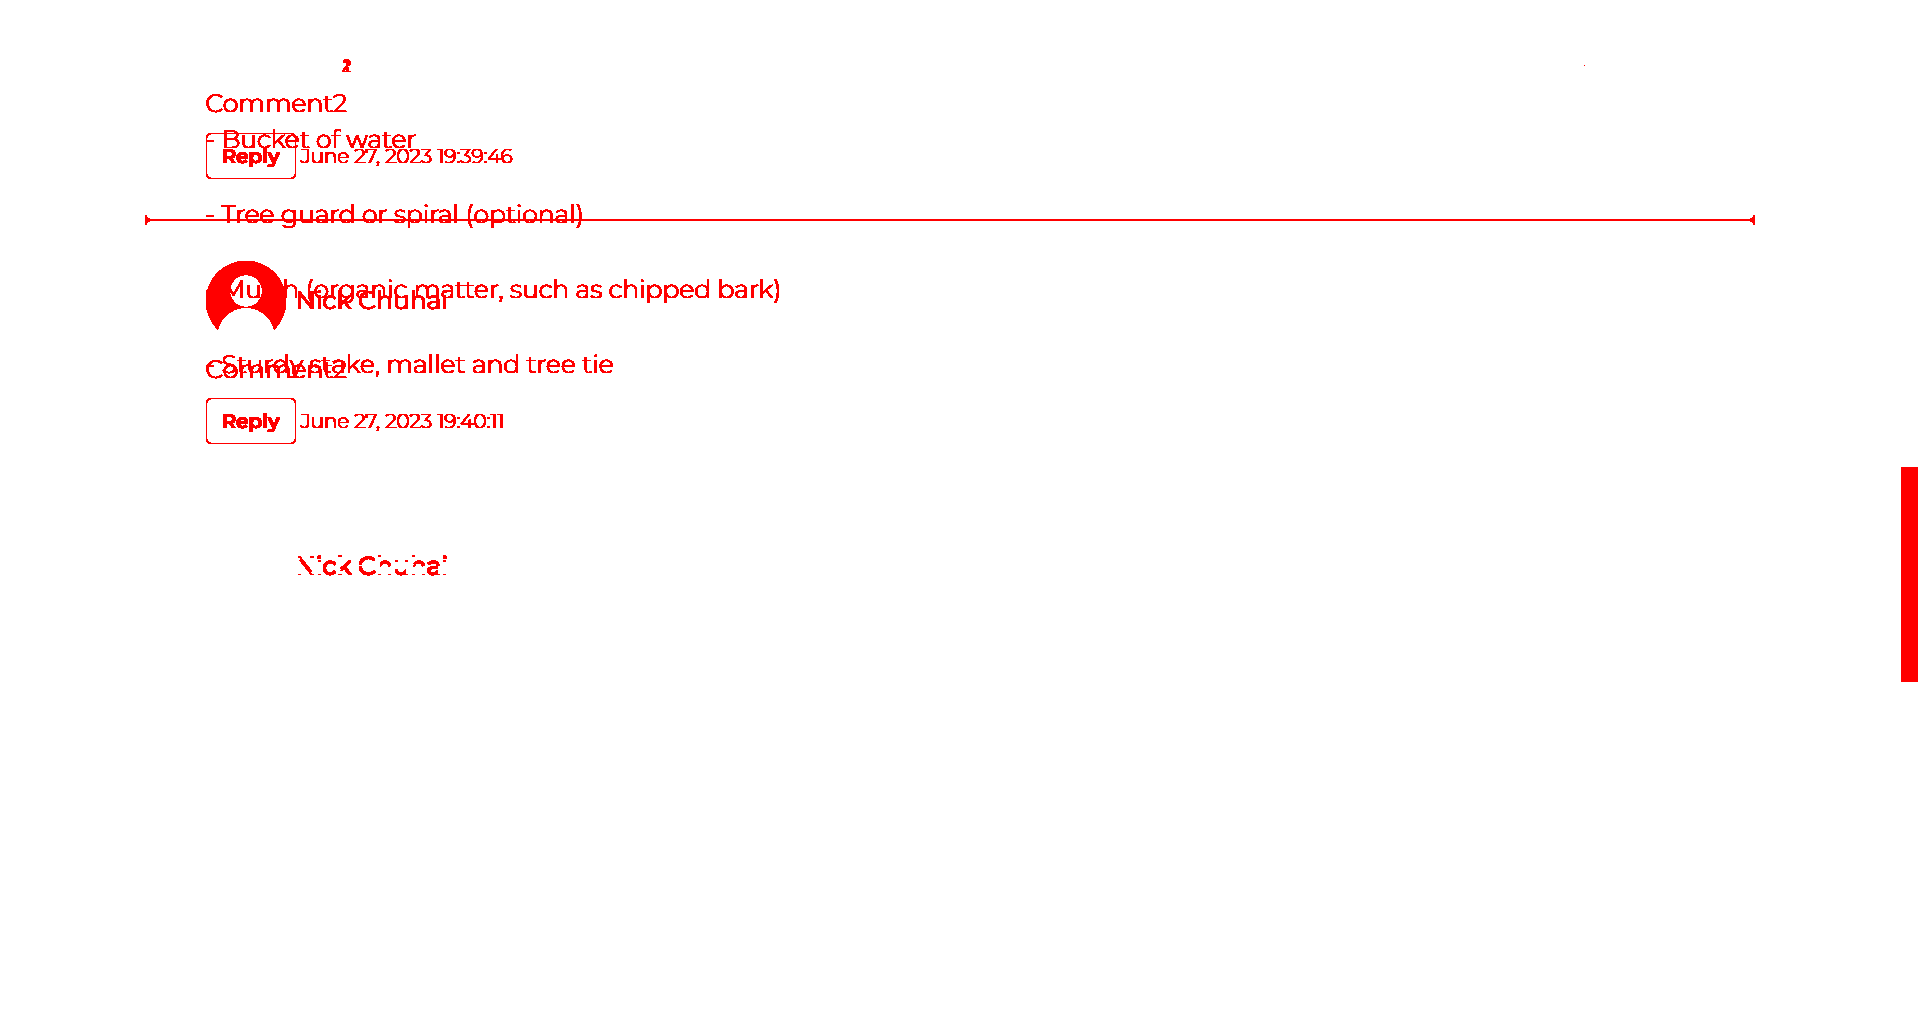 Comment2
- Bucket of water
Reply June 27, 2023 19:39:46
- Tree guard or spiral (optional)
(organic matter, such as chipped bark)
Nick Chuhai
- Sturdy stake, mallet and tree tie
Comment2
Reply June 27, 2023 19:40:11
Nick Chuhai